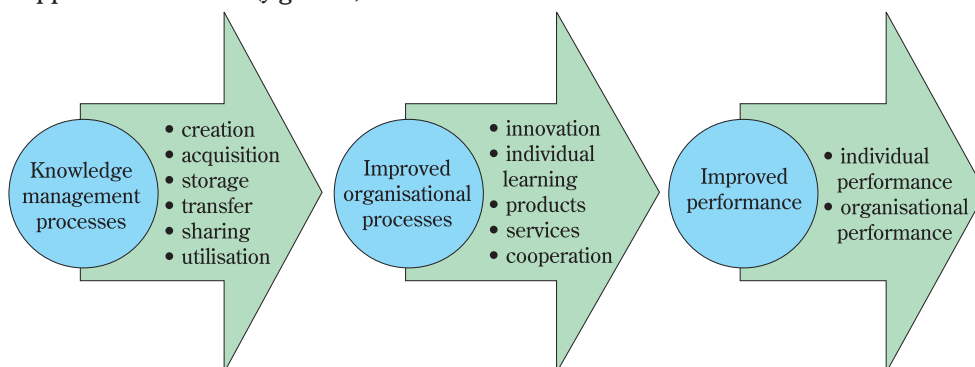 Knowledge
management
processes
• creation
• acquisition
• storage
• transfer
• sharing
• utilisation
Improved
organisational
processes
• innovation
• individual
learning
• products
• services
• cooperation
Improved
performance
• individual
performance
• organisational
performance